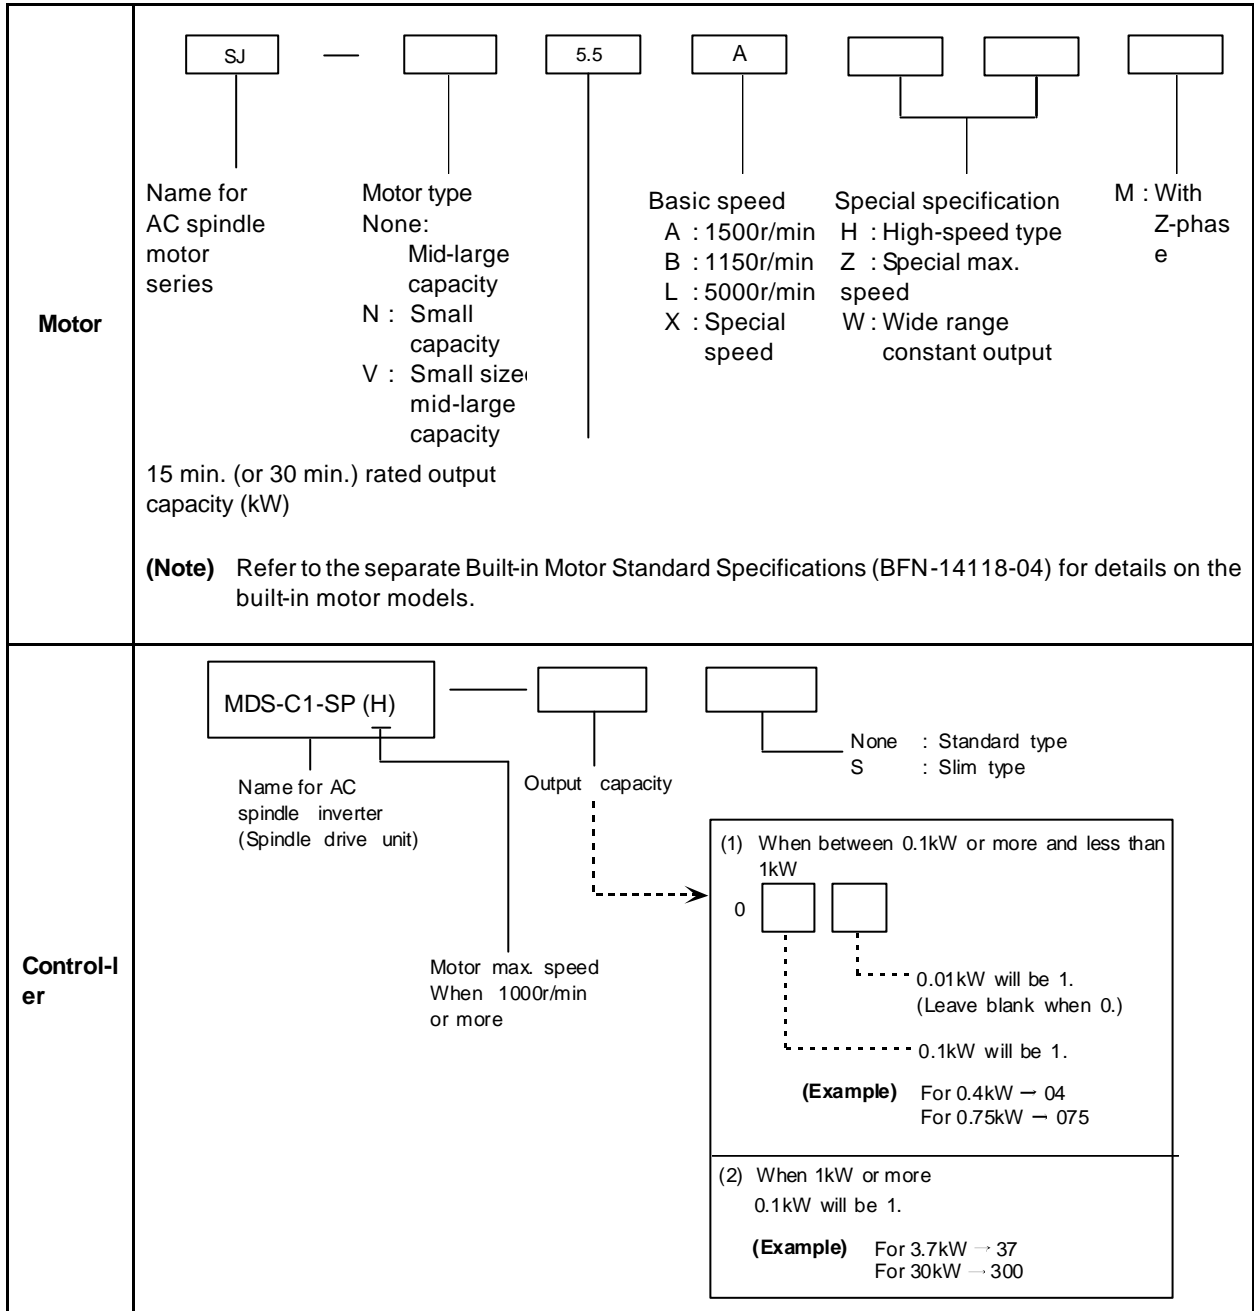 SJ — 5.5 A
Name for
AC spindle
motor
series
Motor type
None:
Mid-large
capacity
N : Small
capacity
V : Small size
mid-large
capacity
Basic speed
A : 1500r/min
B : 1150r/min
L : 5000r/min
X : Special
speed
Special specification
H : High-speed type
Z : Special max.
speed
W : Wide range
constant output
M : With
Z-phas
e
Motor
15 min. (or 30 min.) rated output
capacity (kW)
(Note) Refer to the separate Built-in Motor Standard Specifications (BFN-14118-04) for details on the
built-in motor models.
MDS-C1-SP (H) —
None : Standard type
S : Slim type
Name for AC
spindle inverter
(Spindle drive unit)
Output capacity
Motor max. speed
When 1000r/min
or more
Control-l
er
(1) When between 0.1kW or more and less than
1kW
0
0.01kW will be 1.
(Leave blank when 0.)
0.1kW will be 1.
(Example) For 0.4kW → 04
For 0.75kW → 075
(2) When 1kW or more
0.1kW will be 1.
(Example) For 3.7kW → 37
For 30kW → 300